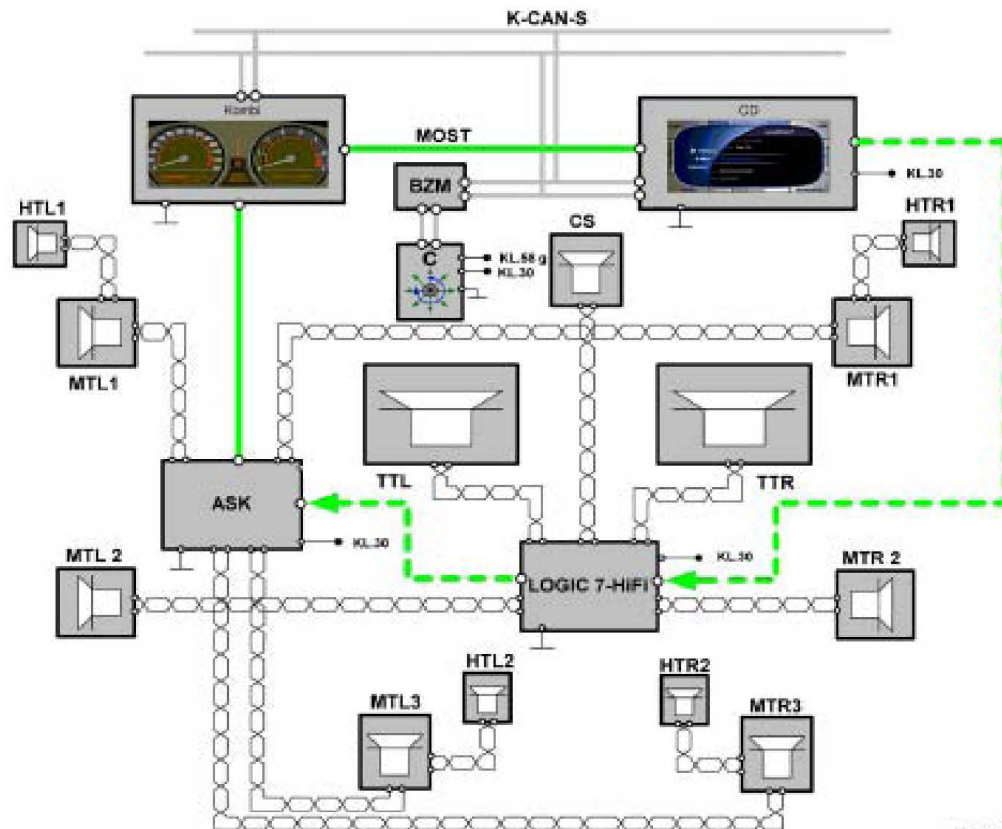 K-CAN-S
Kombi
CD
MOST
BZM
KL.30
HTL1
CS
HTR1
C
KL.58 g
KL.30
MTL1
MTR1
TTL
TTR
ASK
KL.30
KL.30
MTL 2
LOGIC 7-HiFi
MTR 2
HTL2
HTR2
MTL3
MTR3